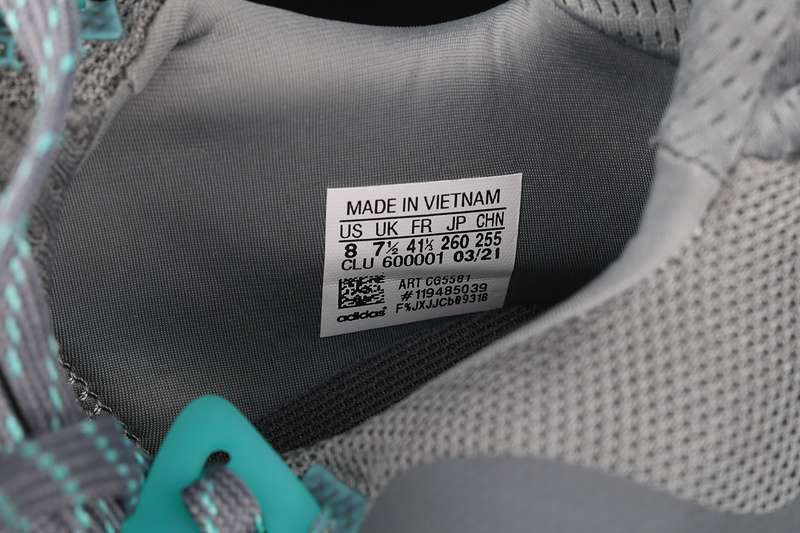 MADE IN VIETNAM
US UK FR JP CHN
8 7½ 41⅓ 260 255
CLU 600001 03/21
ART CG5581
#119485039
adidas® F%JXJJCb09318